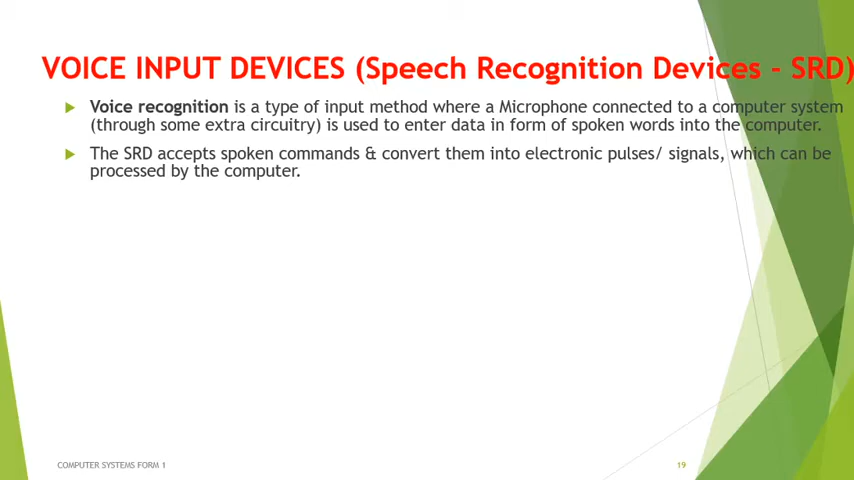 VOICE INPUT DEVICES (Speech Recognition Devices - SRD)
Voice recognition is a type of input method where a Microphone connected to a computer system
(through some extra circuitry) is used to enter data in form of spoken words into the computer.
The SRD accepts spoken commands & convert them into electronic pulses/ signals, which can be
processed by the computer.
COMPUTER SYSTEMS FORM 1
19